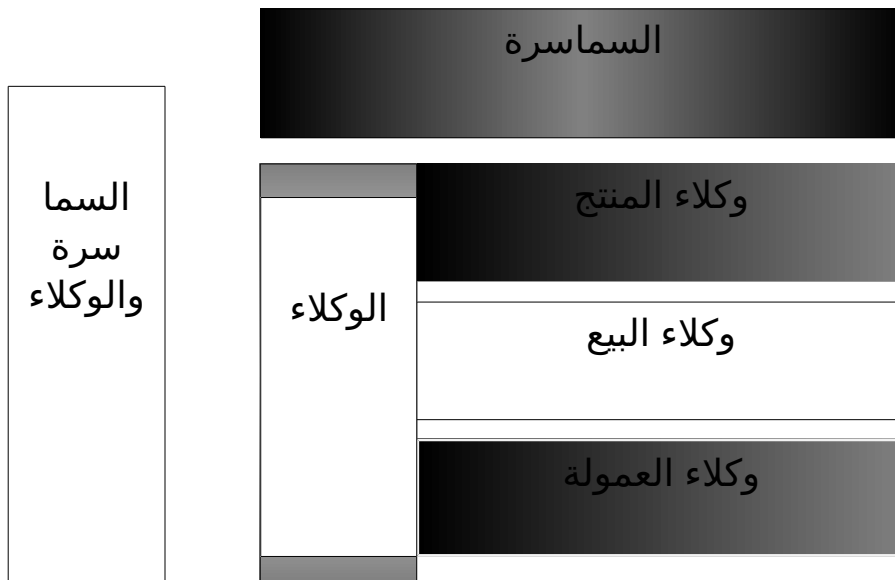 السماسرة
السما
سرة
والوكلاء
الوكلاء
وكلاء المنتج
وكلاء البيع
وكلاء العمولة